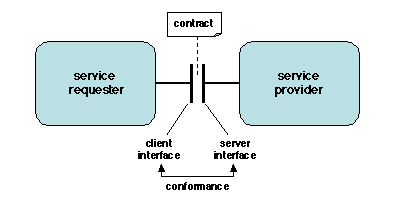 contract
service
requester
service
provider
client
interface
server
interface
conformance